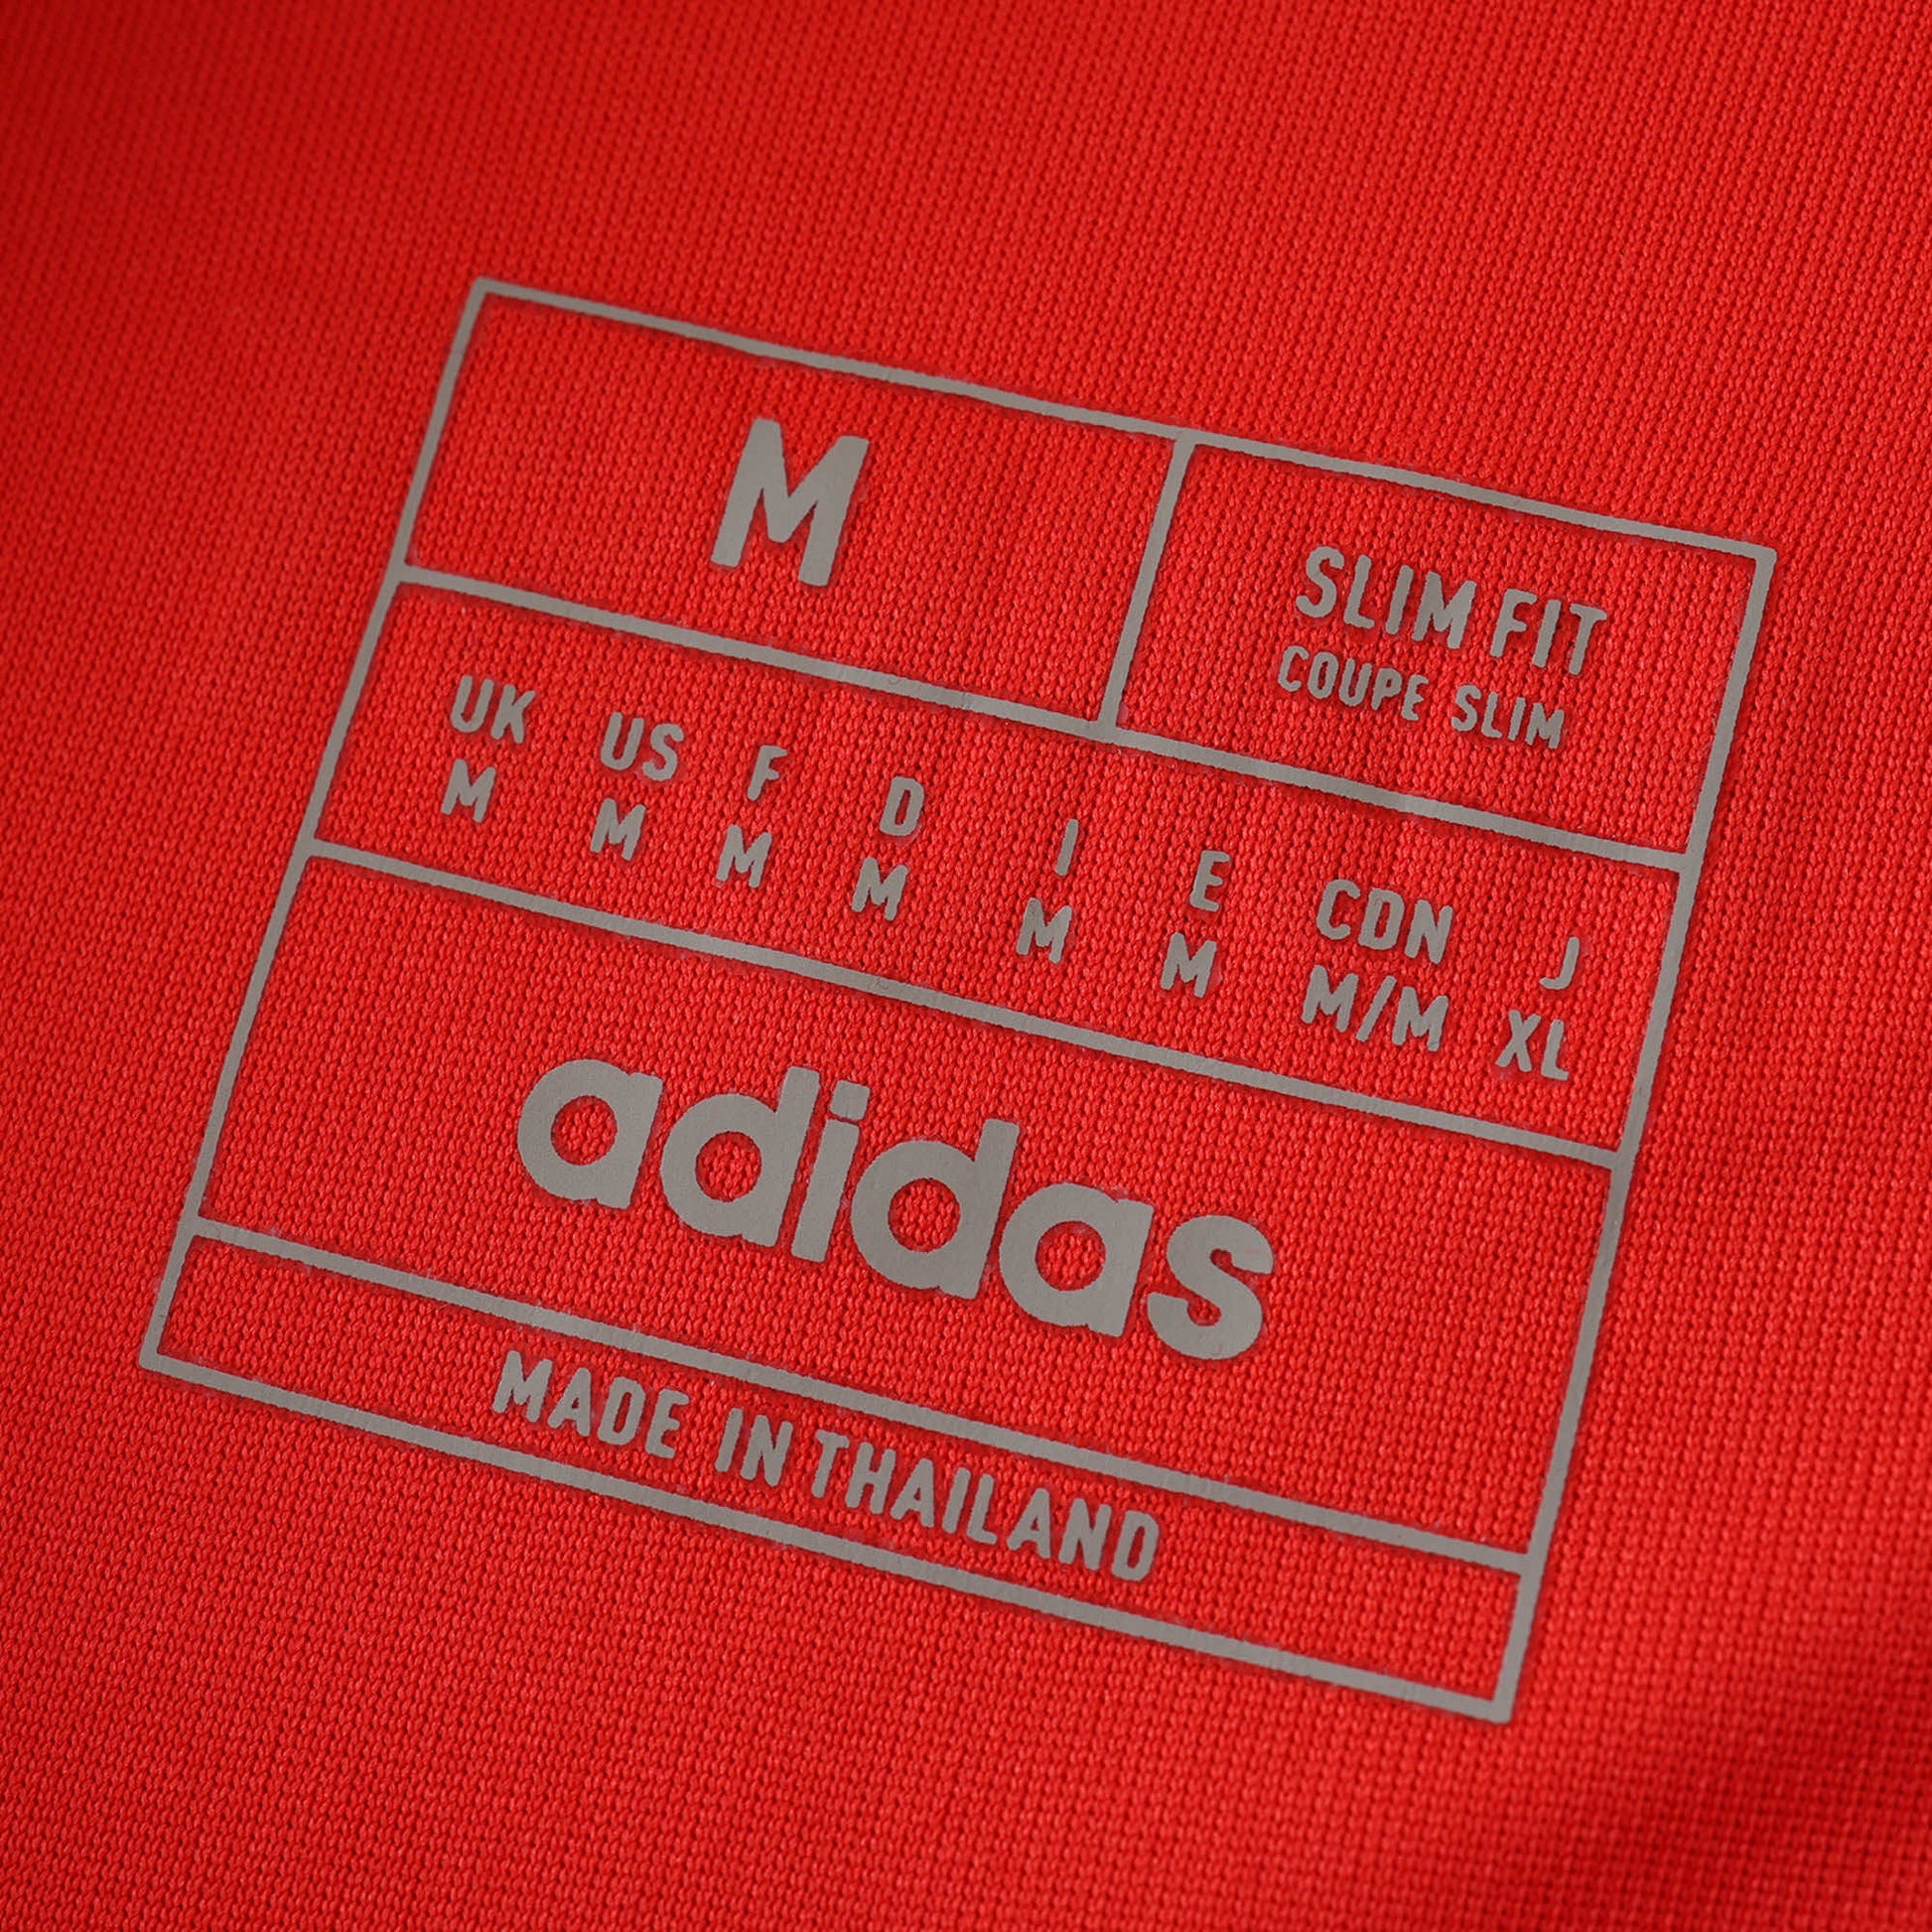 M
SLIM FIT
COUPE SLIM
UK US F D I E CDN J
M M M M M M M/M XL
adidas
MADE IN THAILAND